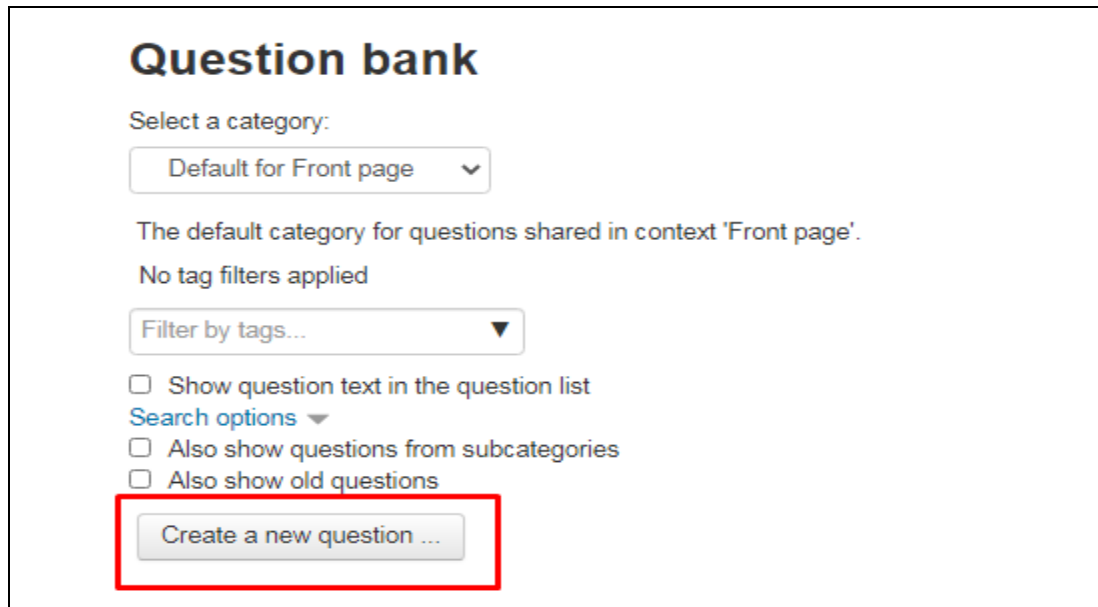 Question bank
Select a category:
Default for Front page
The default category for questions shared in context 'Front page'.
No tag filters applied
Filter by tags...
Show question text in the question list
Search options
Also show questions from subcategories
Also show old questions
Create a new question ...